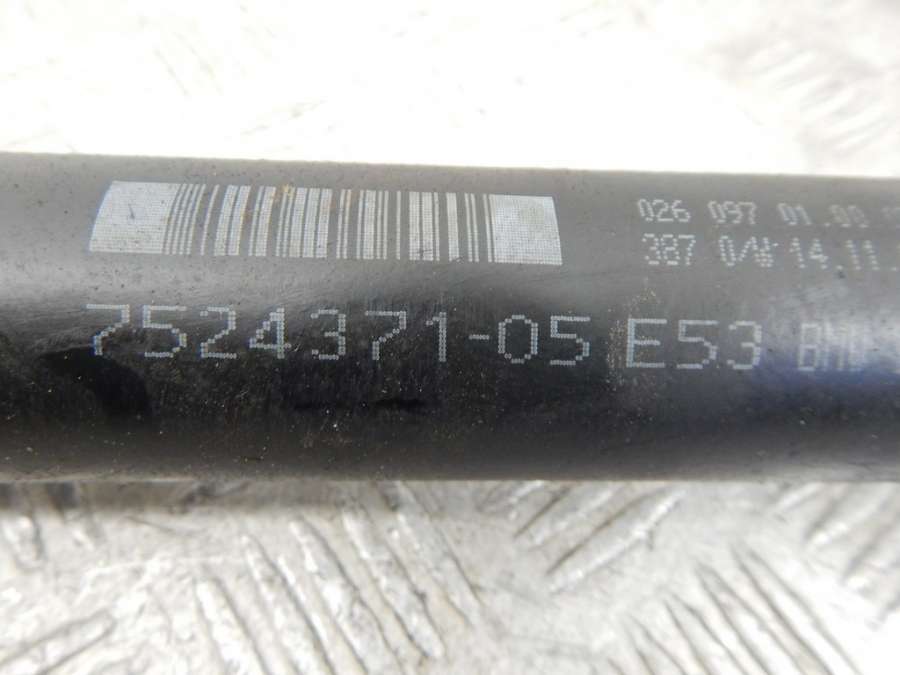 026 097 01.00
387 0/W 14.11.
7524371-05 E53